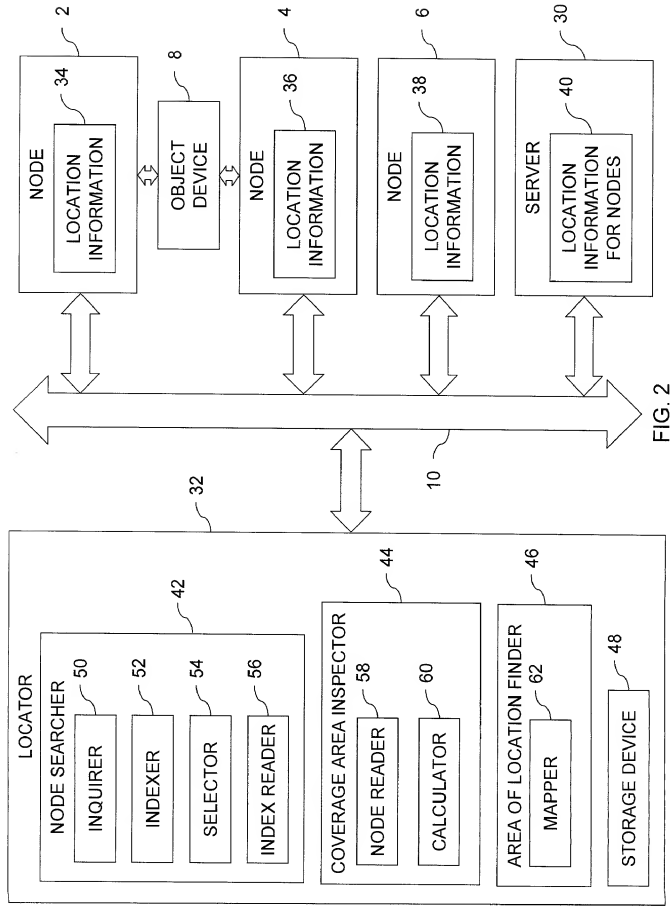 LOCATOR
32
NODE SEARCHER
42
INQUIRER
50
INDEXER
52
SELECTOR
54
INDEX READER
56
COVERAGE AREA INSPECTOR
44
NODE READER
58
CALCULATOR
60
AREA OF LOCATION FINDER
46
MAPPER
62
STORAGE DEVICE
48
10
NODE
2
LOCATION
INFORMATION
34
OBJECT
DEVICE
8
NODE
4
LOCATION
INFORMATION
36
NODE
6
LOCATION
INFORMATION
38
SERVER
30
LOCATION
INFORMATION
FOR NODES
40
FIG. 2